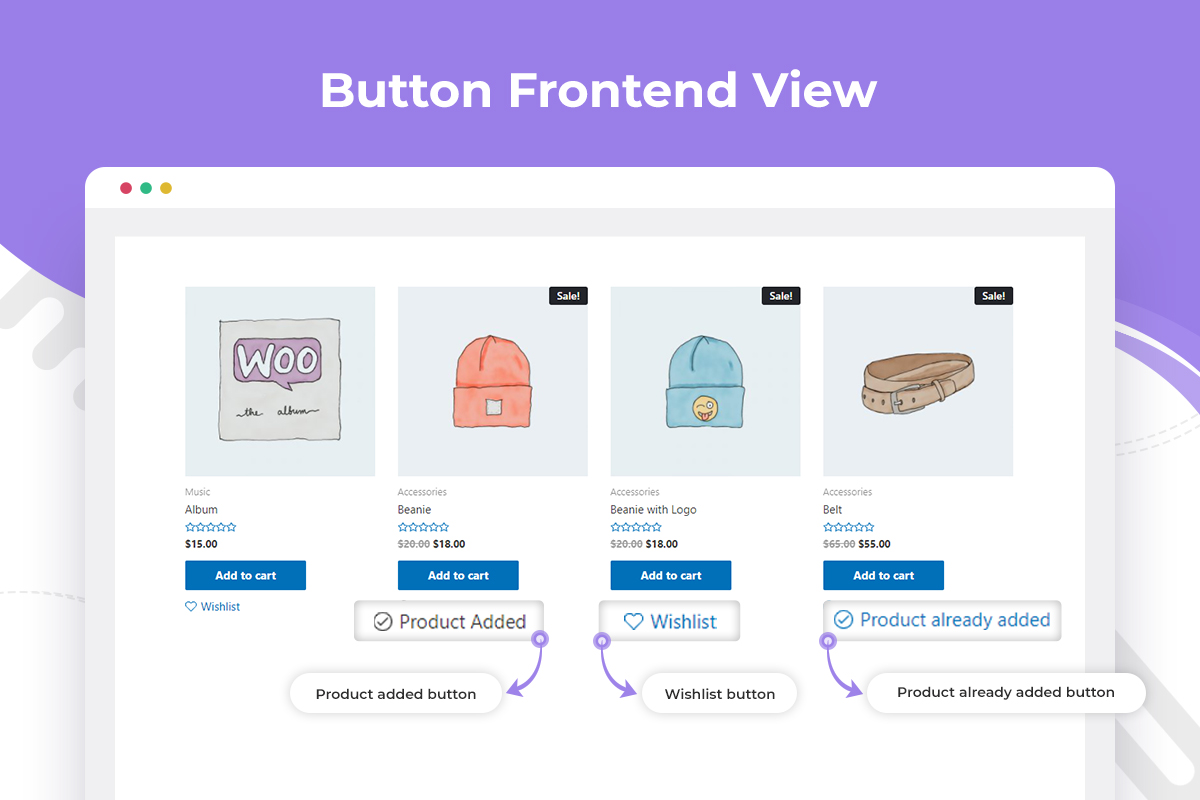 Button Frontend View
WOO
the album
Music
Album
$15.00
Add to cart
Wishlist
Sale!
Accessories
Beanie
$20.00 $18.00
Add to cart
Product Added
Product added button
Sale!
Accessories
Beanie with Logo
$20.00 $18.00
Add to cart
Wishlist
Wishlist button
Sale!
Accessories
Belt
$65.00 $55.00
Add to cart
Product already added
Product already added button